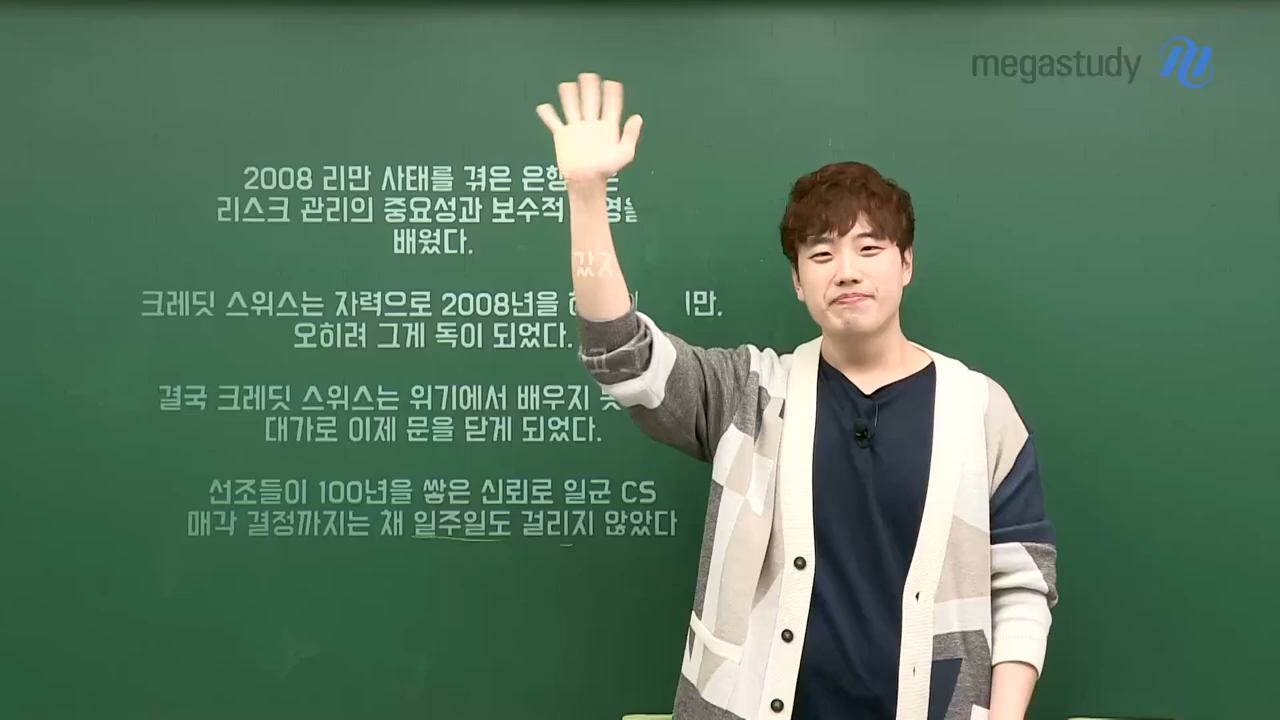 megastudy
2008 리만 사태를 겪은
리스크 관리의 중요성과 보수적
배웠다.
크레딧 스위스는 자력으로 2008년을
오히려 그게 독이 되었다.
결국 크레딧 스위스는 위기에서 배우지
대가로 이제 문을 닫게 되었다.
선조들이 100년을 쌓은 신뢰로 일군 CS
매각 결정까지는 채 일주일도 걸리지 않았다